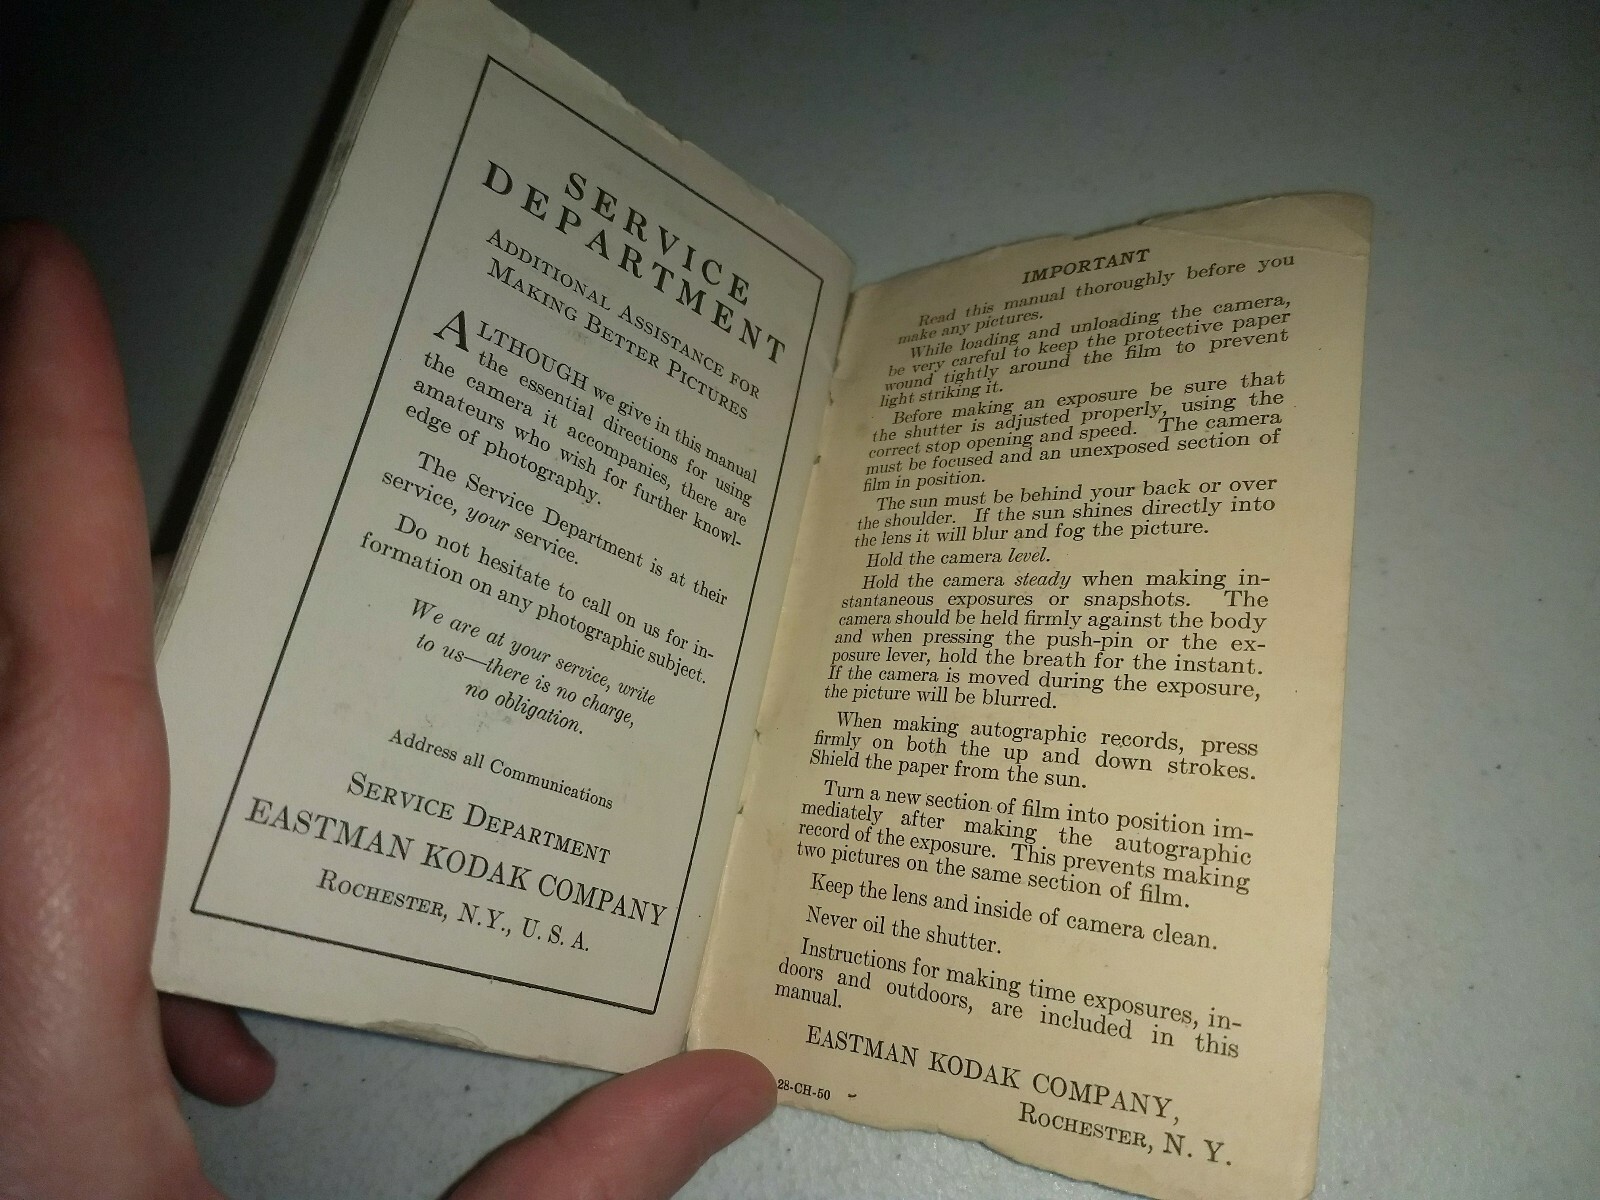 SERVICE
DEPARTMENT
ADDITIONAL ASSISTANCE FOR
MAKING BETTER PICTURES
ALTHOUGH we give in this manual
the essential directions for using
the camera it accompanies, there are
amateurs who wish for further knowl-
edge of photography.
The Service Department is at their
service, your service.
Do not hesitate to call on us for in-
formation on any photographic subject.
We are at your service, write
to us—there is no charge,
no obligation.
Address all Communications
SERVICE DEPARTMENT
EASTMAN KODAK COMPANY
ROCHESTER, N. Y., U. S. A.
IMPORTANT
Read this manual thoroughly before you
make any pictures.
While loading and unloading the camera,
be very careful to keep the protective paper
wound tightly around the film to prevent
light striking it.
Before making an exposure be sure that
the shutter is adjusted properly, using the
correct stop opening and speed. The camera
must be focused and an unexposed section of
film in position.
The sun must be behind your back or over
the shoulder. If the sun shines directly into
the lens it will blur and fog the picture.
Hold the camera level.
Hold the camera steady when making in-
stantaneous exposures or snapshots. The
camera should be held firmly against the body
and when pressing the push-pin or the ex-
posure lever, hold the breath for the instant.
If the camera is moved during the exposure,
the picture will be blurred.
When making autographic records, press
firmly on both the up and down strokes.
Shield the paper from the sun.
Turn a new section of film into position im-
mediately after making the autographic
record of the exposure. This prevents making
two pictures on the same section of film.
Keep the lens and inside of camera clean.
Never oil the shutter.
Instructions for making time exposures, in-
doors and outdoors, are included in this
manual.
EASTMAN KODAK COMPANY,
ROCHESTER, N. Y.
28-CH-50